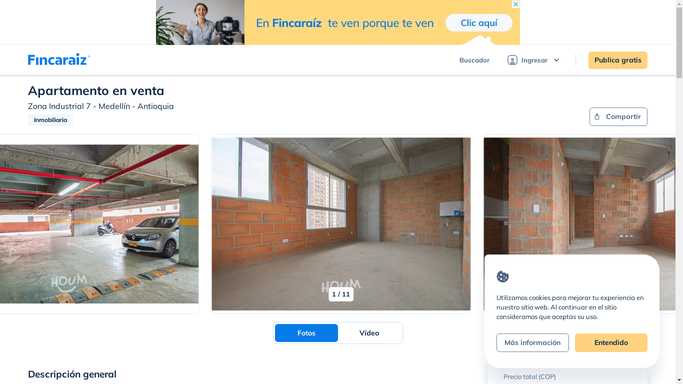 En Fincaraíz te ven porque te ven
Clic aquí
Fincaraíz
Buscador
Ingresar
Publica gratis
Apartamento en venta
Zona Industrial 7 - Medellín - Antioquia
Inmobiliaria
Compartir
HOUM
HOUM
1 / 11
Utilizamos cookies para mejorar tu experiencia en
nuestro sitio web. Al continuar en el sitio
consideramos que aceptas su uso.
Más información
Entendido
Fotos
Vídeo
Descripción general
Precio total (COP)